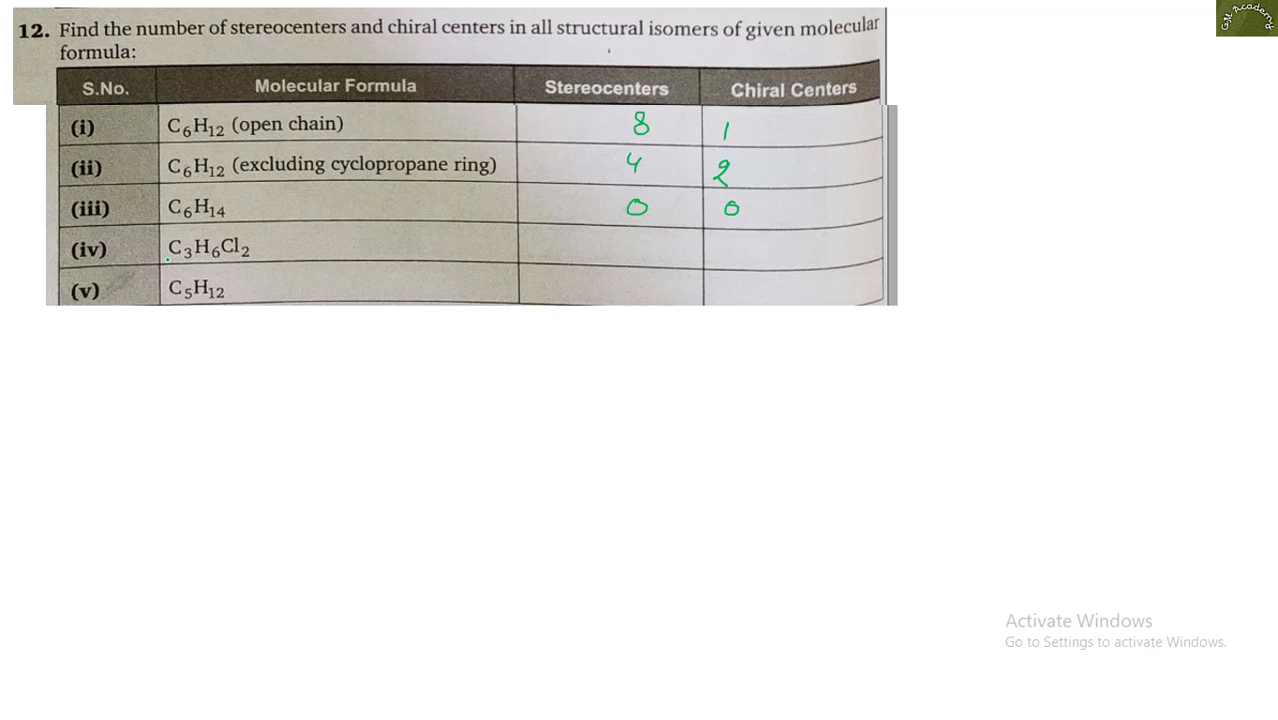 GM Academy
12. Find the number of stereocenters and chiral centers in all structural isomers of given molecular
formula:
S.No. Molecular Formula Stereocenters Chiral Centers
(i) C₆H₁₂ (open chain) 8 1
(ii) C₆H₁₂ (excluding cyclopropane ring) 4 2
(iii) C₆H₁₄ 0 0
(iv) C₃H₆Cl₂
(v) C₅H₁₂
Activate Windows
Go to Settings to activate Windows.